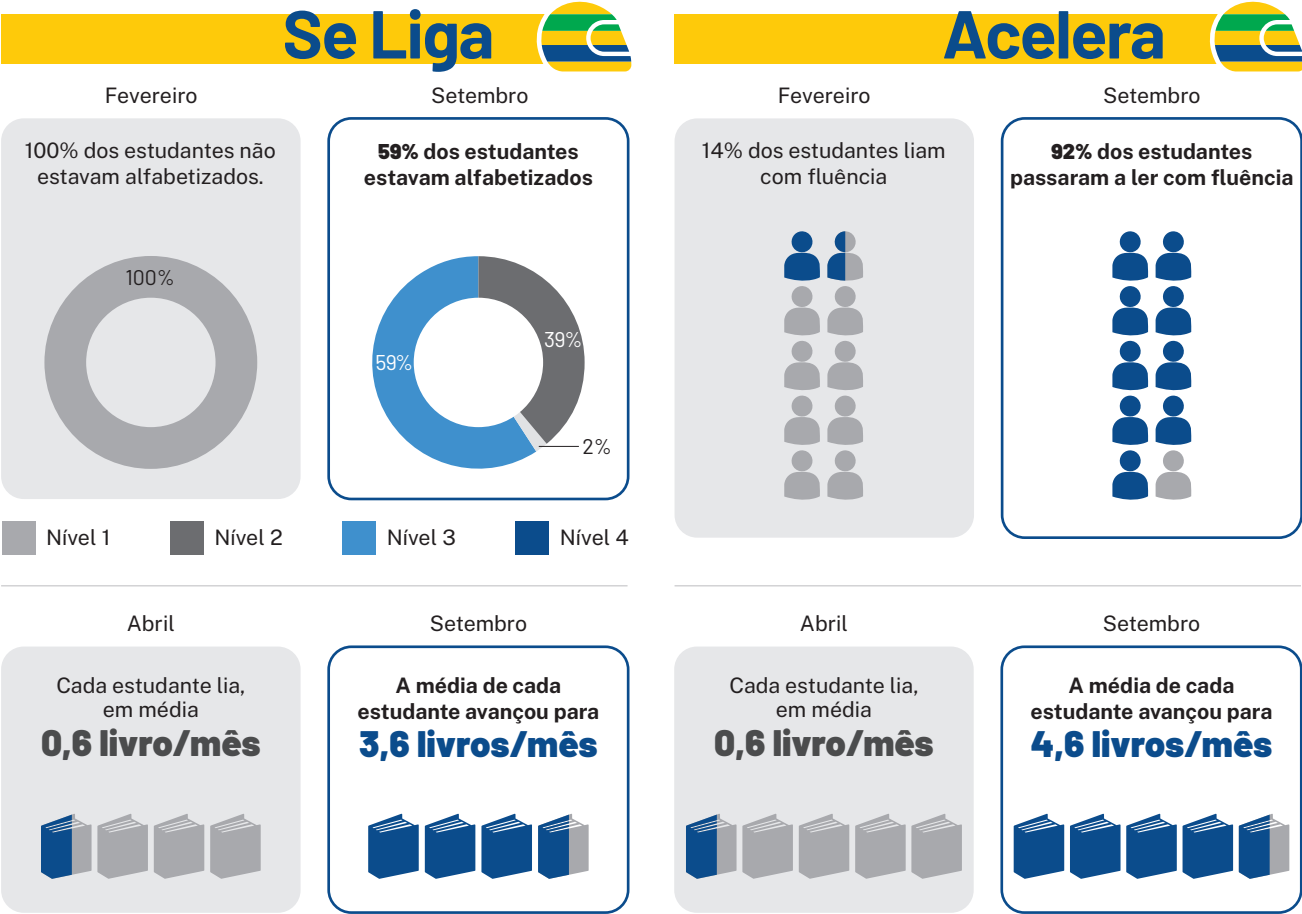 Se Liga
Fevereiro
100% dos estudantes não
estavam alfabetizados.
100%
Setembro
59% dos estudantes
estavam alfabetizados
39%
59%
2%
Nível 1
Nível 2
Nível 3
Nível 4
Abril
Cada estudante lia,
em média
0,6 livro/mês
Setembro
A média de cada
estudante avançou para
3,6 livros/mês
Acelera
Fevereiro
14% dos estudantes liam
com fluência
Setembro
92% dos estudantes
passaram a ler com fluência
Abril
Cada estudante lia,
em média
0,6 livro/mês
Setembro
A média de cada
estudante avançou para
4,6 livros/mês